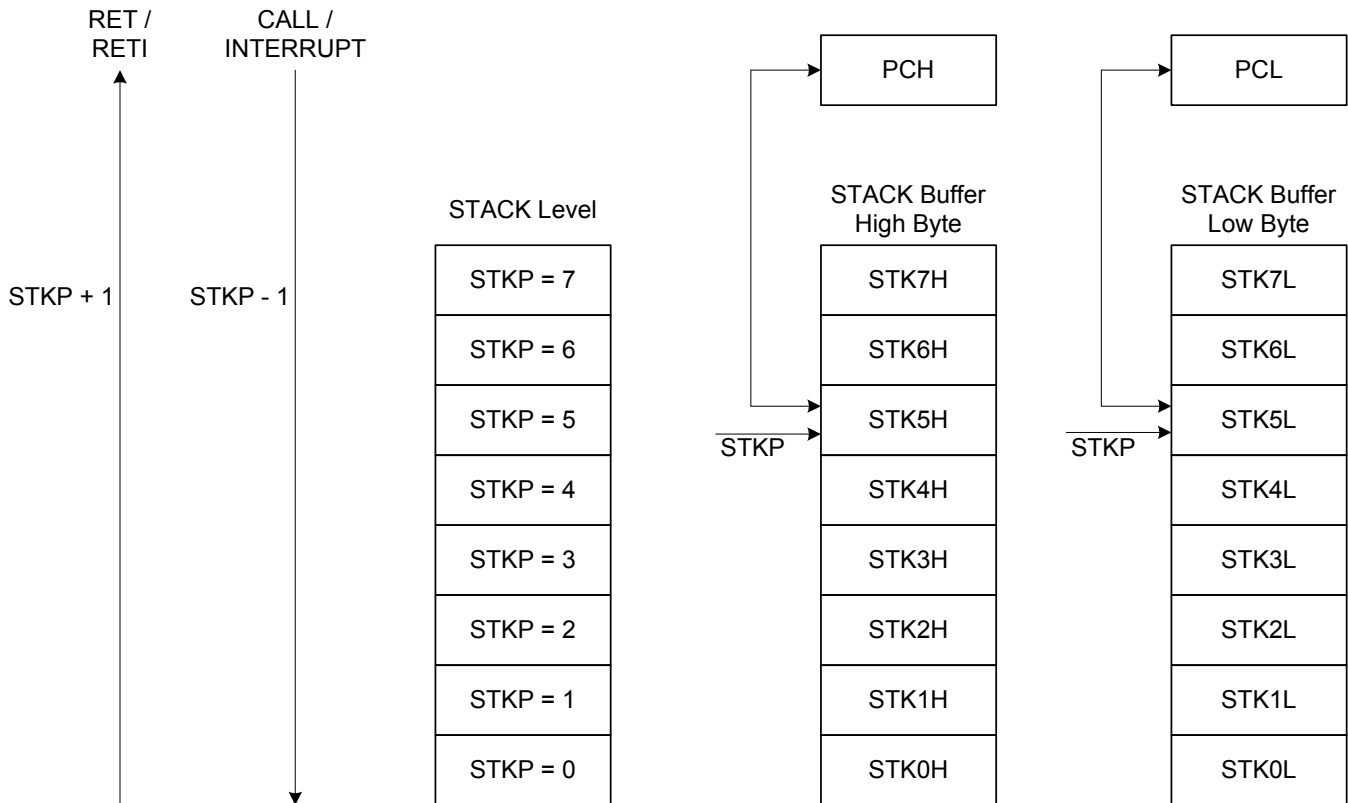 RET /
RETI
CALL /
INTERRUPT
PCH
PCL
STACK Level
STACK Buffer
High Byte
STACK Buffer
Low Byte
STKP + 1
STKP - 1
STKP = 7
STK7H
STK7L
STKP = 6
STK6H
STK6L
STKP = 5
STKP
STK5H
STKP
STK5L
STKP = 4
STK4H
STK4L
STKP = 3
STK3H
STK3L
STKP = 2
STK2H
STK2L
STKP = 1
STK1H
STK1L
STKP = 0
STK0H
STK0L